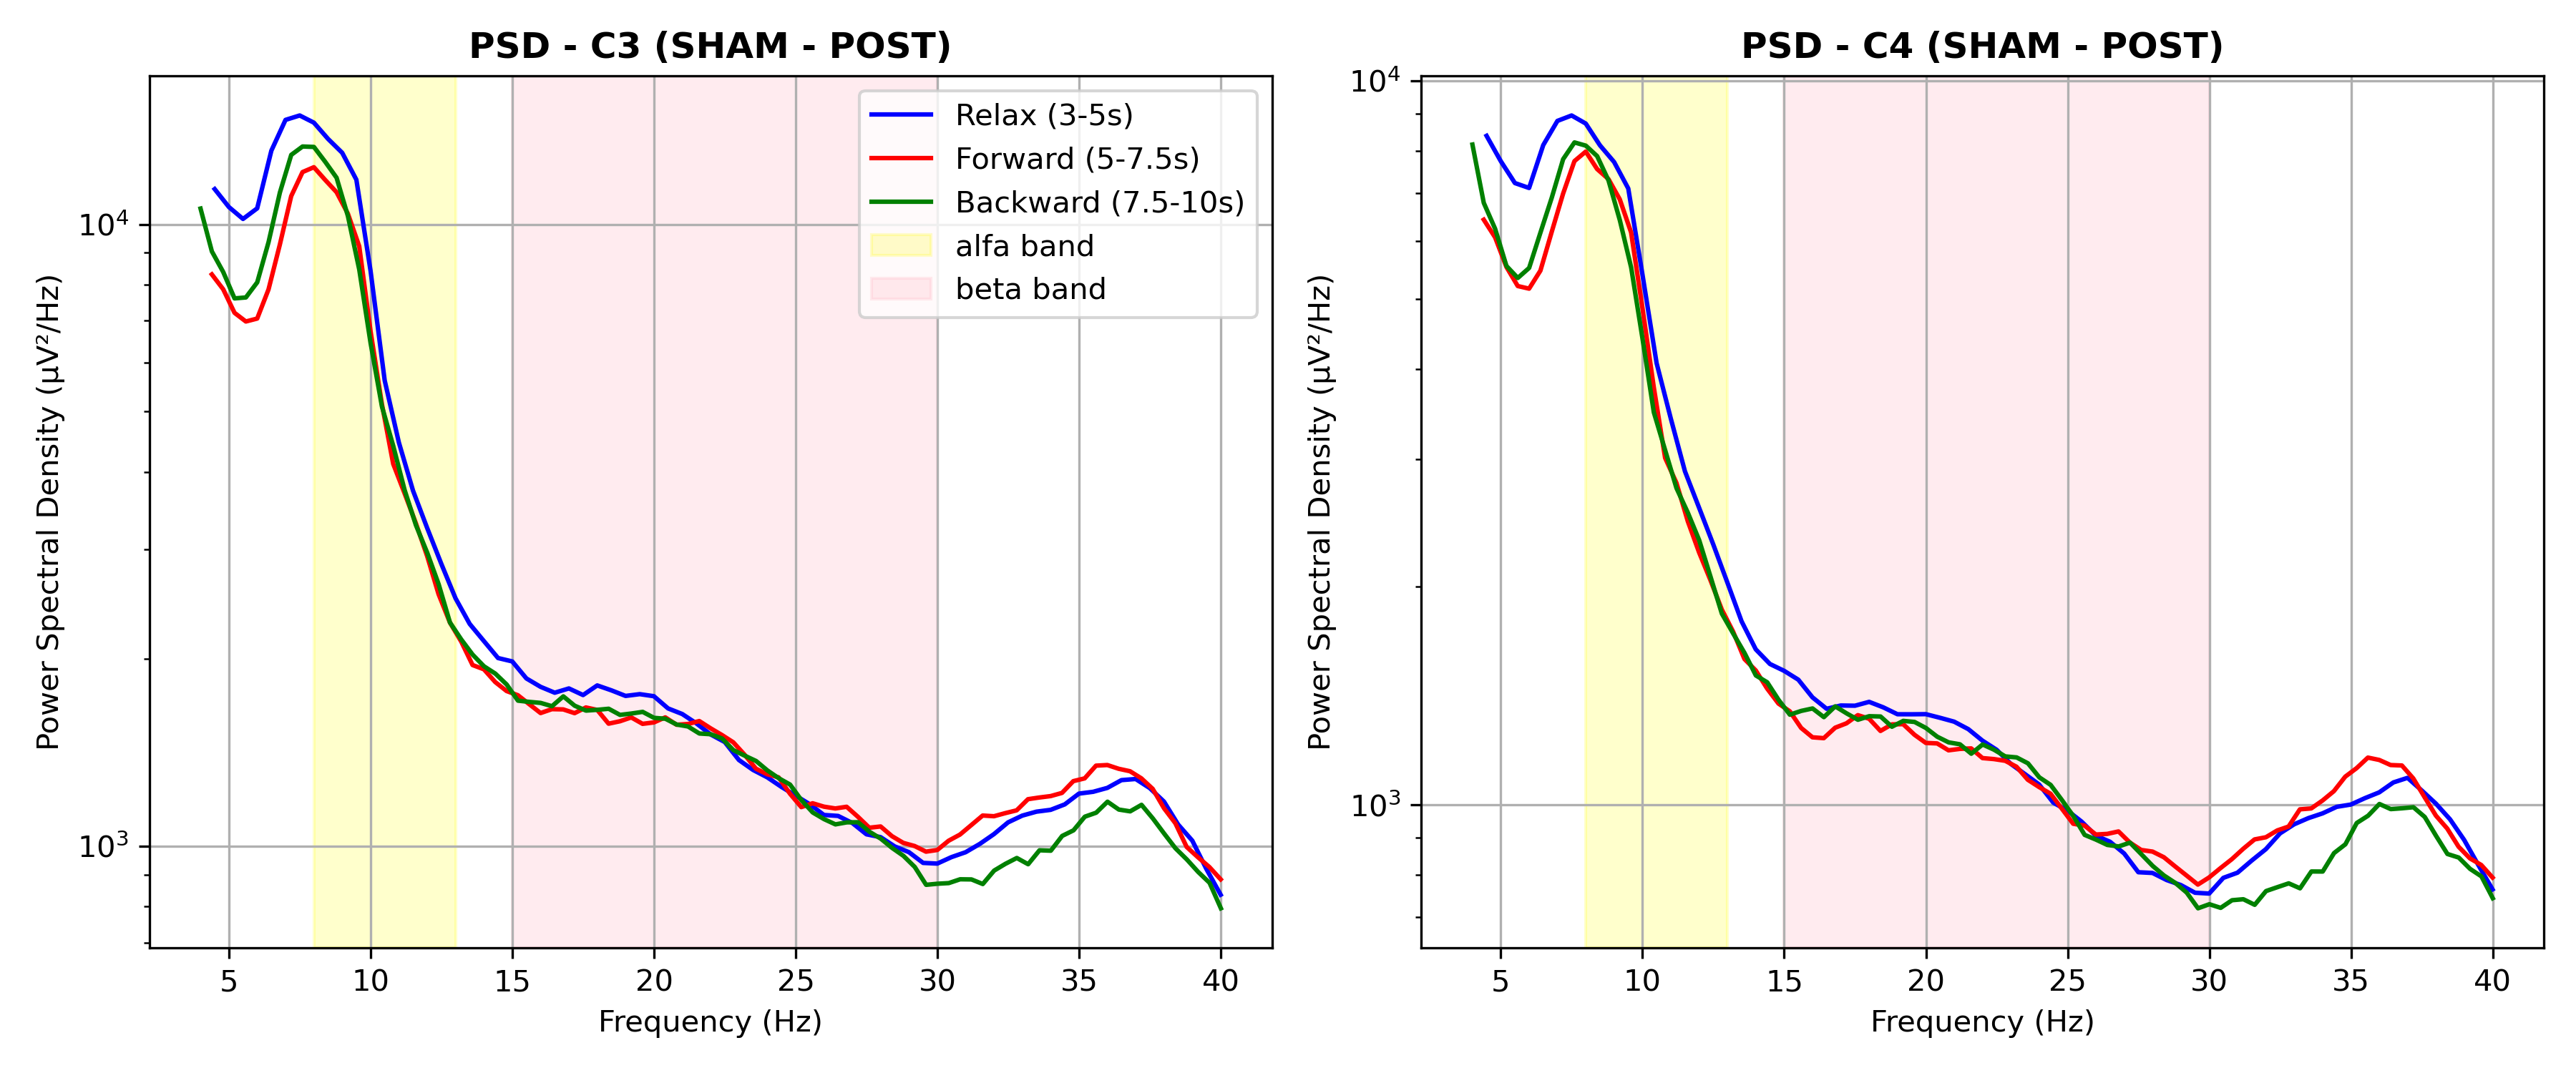 PSD - C3 (SHAM - POST)
Power Spectral Density (µV²/Hz)
10⁴
10³
Relax (3-5s)
Forward (5-7.5s)
Backward (7.5-10s)
alfa band
beta band
5 10 15 20 25 30 35 40
Frequency (Hz)
PSD - C4 (SHAM - POST)
Power Spectral Density (µV²/Hz)
10⁴
10³
5 10 15 20 25 30 35 40
Frequency (Hz)